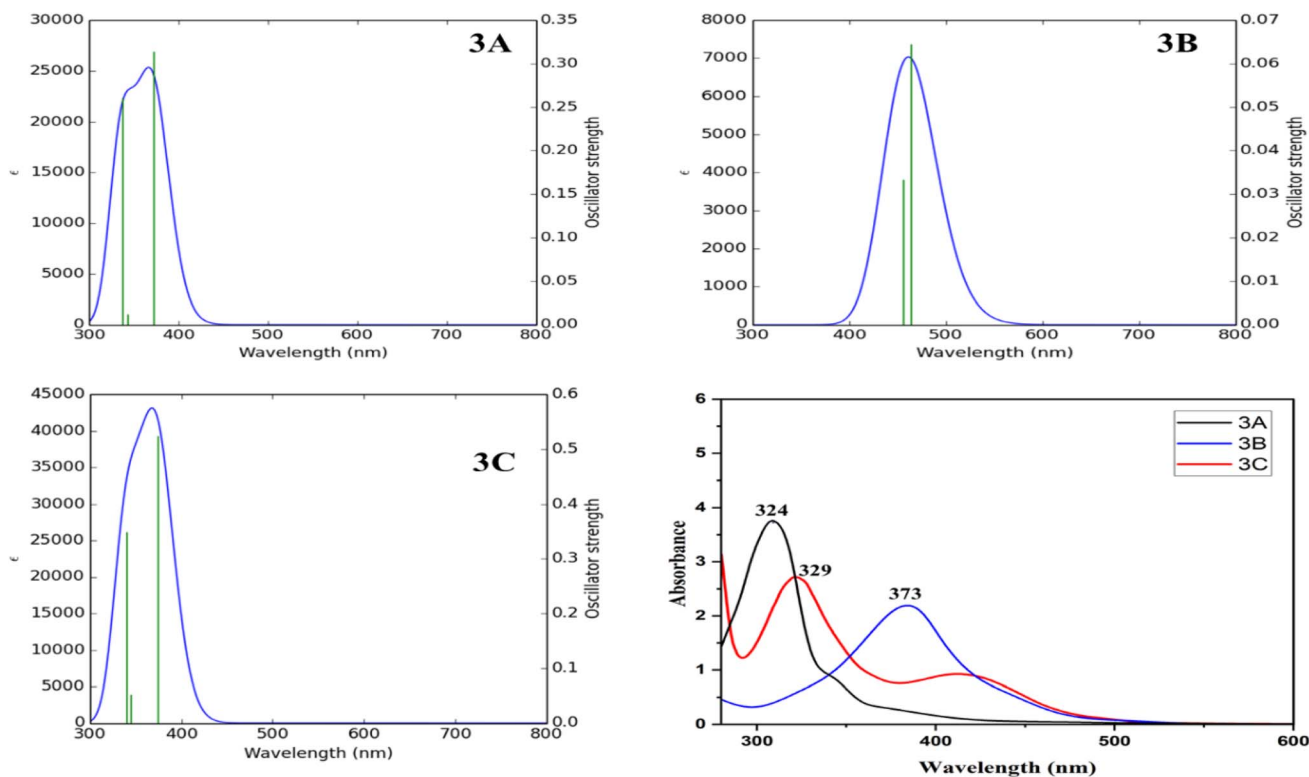 3A
30000
25000
20000
15000
10000
5000
0
ϵ
0.35
0.30
0.25
0.20
0.15
0.10
0.05
0.00
Oscillator strength
300 400 500 600 700 800
Wavelength (nm)
3B
8000
7000
6000
5000
4000
3000
2000
1000
0
ϵ
0.07
0.06
0.05
0.04
0.03
0.02
0.01
0.00
Oscillator strength
300 400 500 600 700 800
Wavelength (nm)
3C
45000
40000
35000
30000
25000
20000
15000
10000
5000
0
ϵ
0.6
0.5
0.4
0.3
0.2
0.1
0.0
Oscillator strength
300 400 500 600 700 800
Wavelength (nm)
6
5
4
3
2
1
0
Absorbance
3A
3B
3C
324
329
373
300 400 500 600
Wavelength (nm)